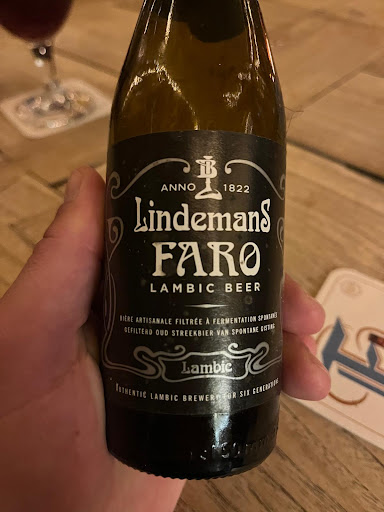 ANNO 1822
LindemanS
FARO
LAMBIC BEER
BIÈRE ARTISANALE FILTRÉE À FERMENTATION SPONTANÉE
GEFILTERD OUD STREEKBIER VAN SPONTANE GISTING
Lambic
AUTHENTIC LAMBIC BREWERY FOR SIX GENERATIONS